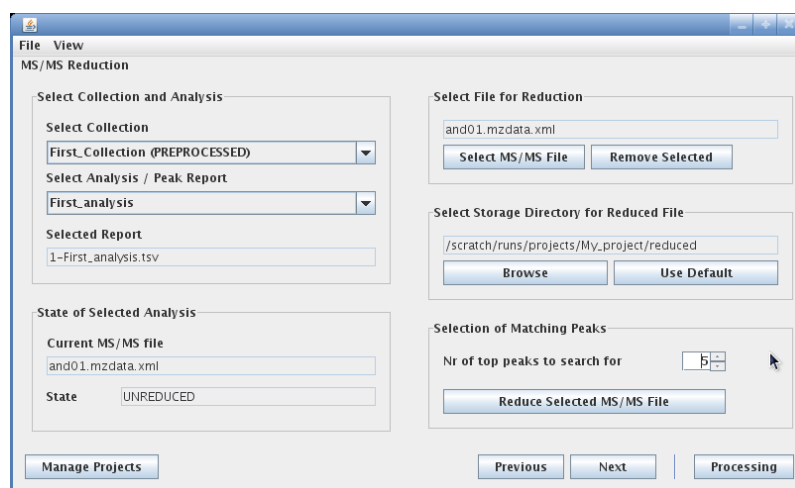 File View
MS/MS Reduction
Select Collection and Analysis
Select Collection
First_Collection (PREPROCESSED)
Select Analysis / Peak Report
First_analysis
Selected Report
1-First_analysis.tsv
State of Selected Analysis
Current MS/MS file
and01.mzdata.xml
State UNREDUCED
Select File for Reduction
and01.mzdata.xml
Select MS/MS File Remove Selected
Select Storage Directory for Reduced File
/scratch/runs/projects/My_project/reduced
Browse Use Default
Selection of Matching Peaks
Nr of top peaks to search for 5
Reduce Selected MS/MS File
Manage Projects Previous Next Processing